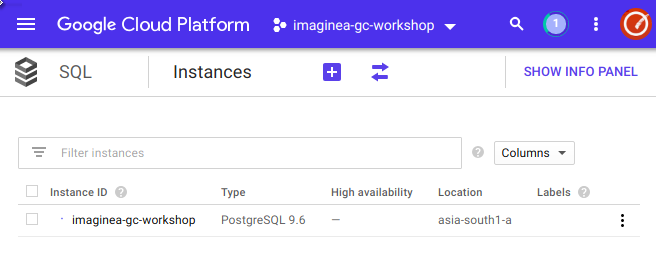 Google Cloud Platform imaginea-gc-workshop 1
SQL Instances SHOW INFO PANEL
Filter instances ? Columns
Instance ID ? Type High availability Location Labels ?
imaginea-gc-workshop PostgreSQL 9.6 — asia-south1-a